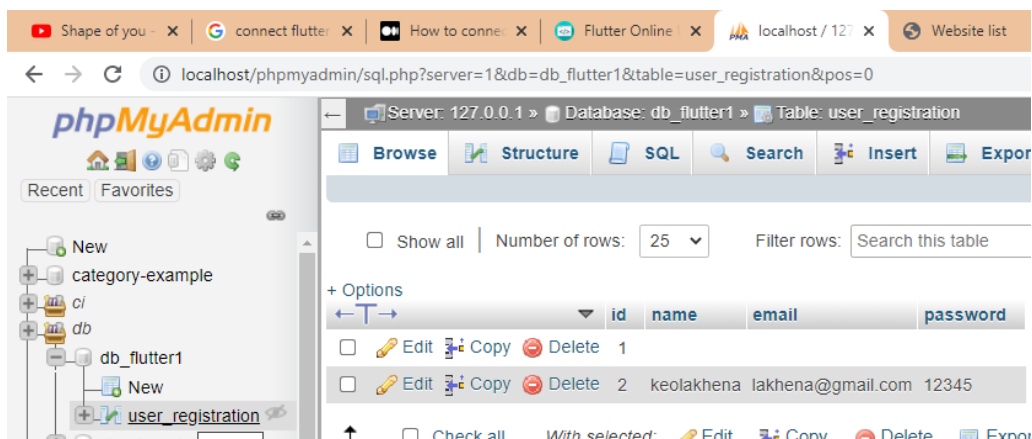 Shape of you - connect flutter How to connec Flutter Online localhost / 127 Website list
localhost/phpmyadmin/sql.php?server=1&db=db_flutter1&table=user_registration&pos=0
phpMyAdmin
Recent Favorites
New
category-example
ci
db
db_flutter1
New
user_registration
Server: 127.0.0.1 » Database: db_flutter1 » Table: user_registration
Browse Structure SQL Search Insert Expor
Show all Number of rows: 25 Filter rows: Search this table
+ Options
id name email password
Edit Copy Delete 1
Edit Copy Delete 2 keolakhena lakhena@gmail.com 12345
Check all With selected: Edit Copy Delete Expor